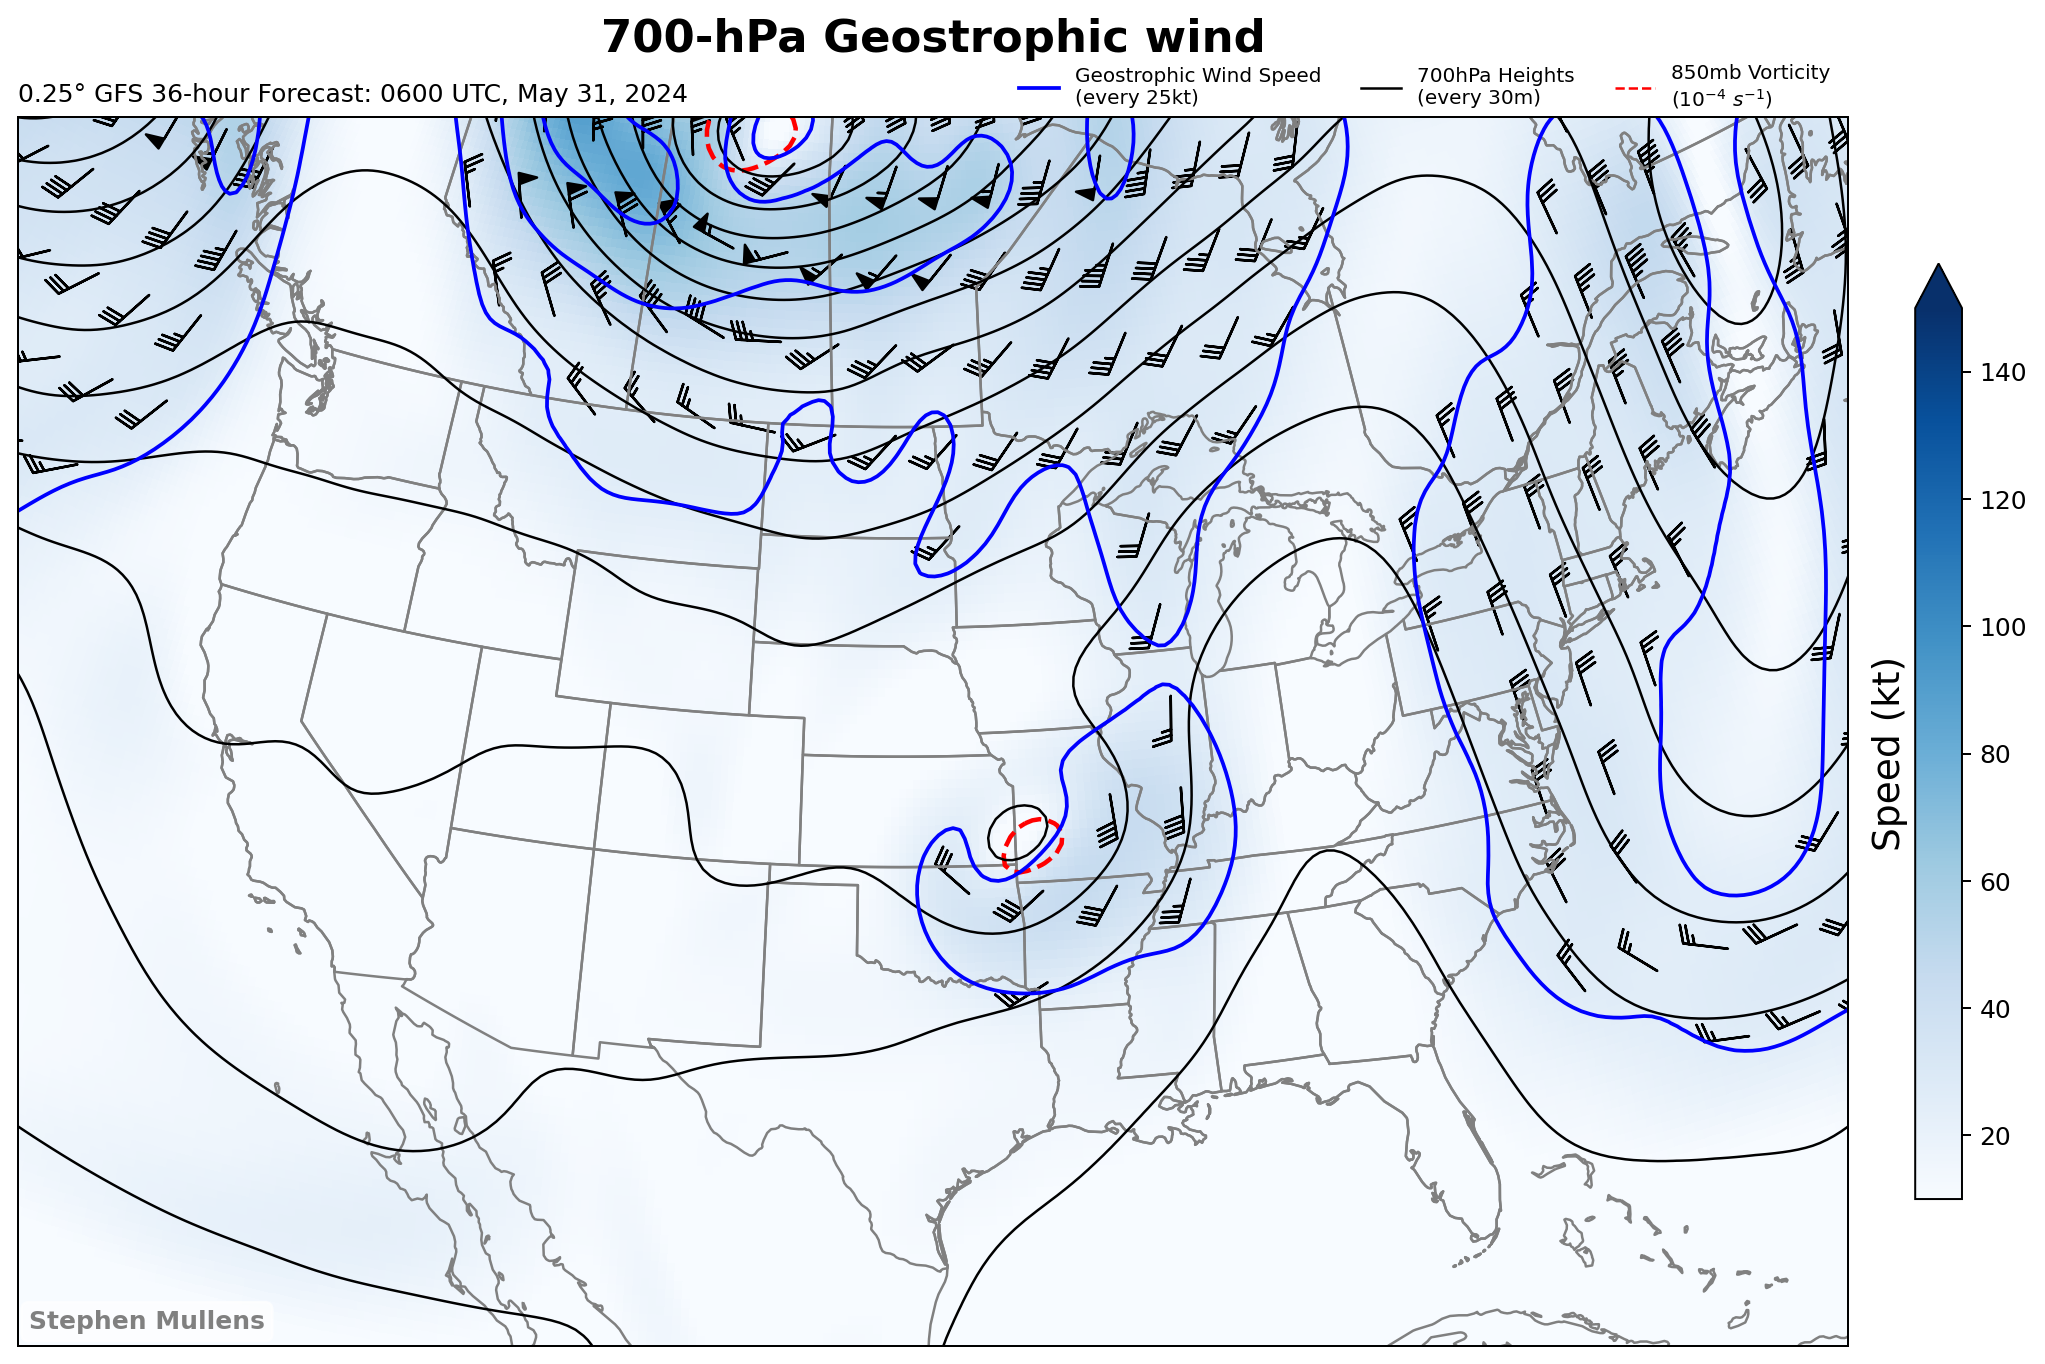 700-hPa Geostrophic wind
0.25° GFS 36-hour Forecast: 0600 UTC, May 31, 2024
Geostrophic Wind Speed
(every 25kt)
700hPa Heights
(every 30m)
850mb Vorticity
(10⁻⁴ s⁻¹)
140
120
100
80
60
40
20
Speed (kt)
Stephen Mullens